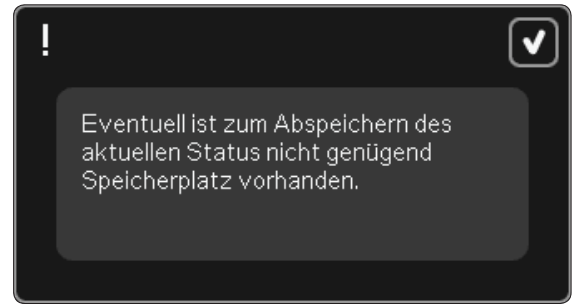 !
Eventuell ist zum Abspeichern des
aktuellen Status nicht genügend
Speicherplatz vorhanden.